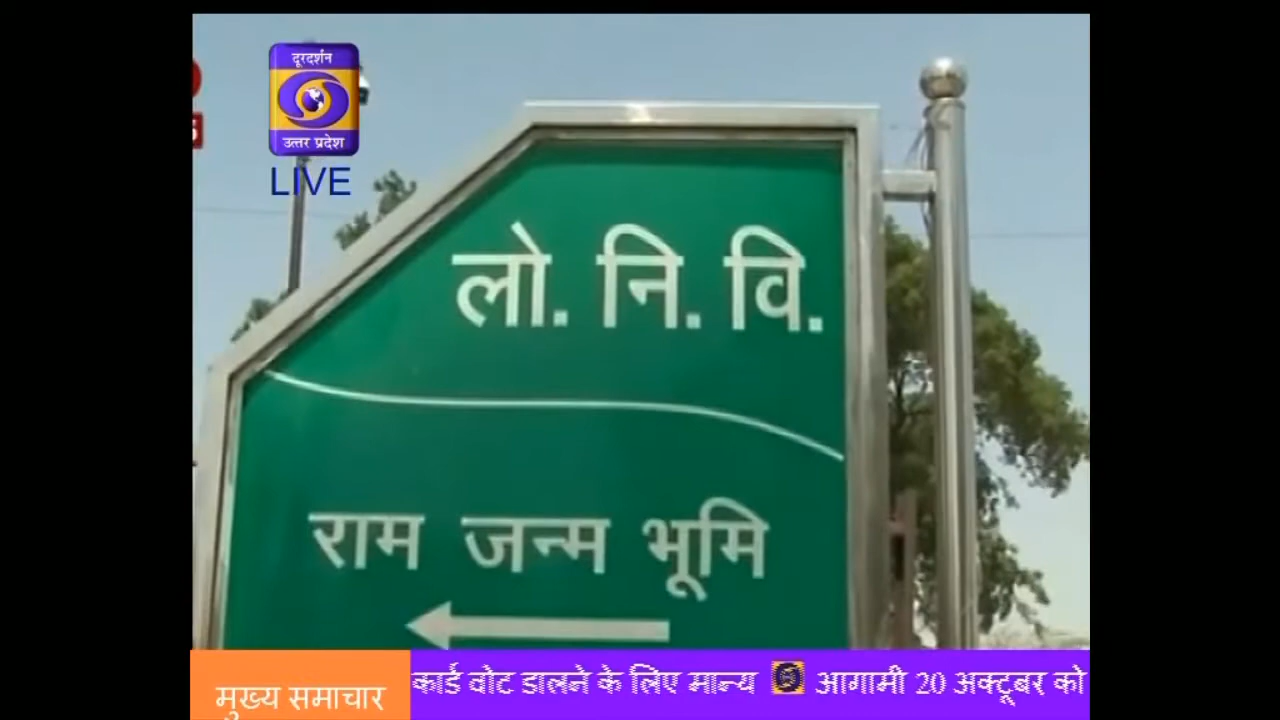 दूरदर्शन
उत्तर प्रदेश
LIVE
लो. नि. वि.
राम जन्म भूमि
मुख्य समाचार
कार्ड वोट डालने के लिए मान्य आगामी 20 अक्टूबर को